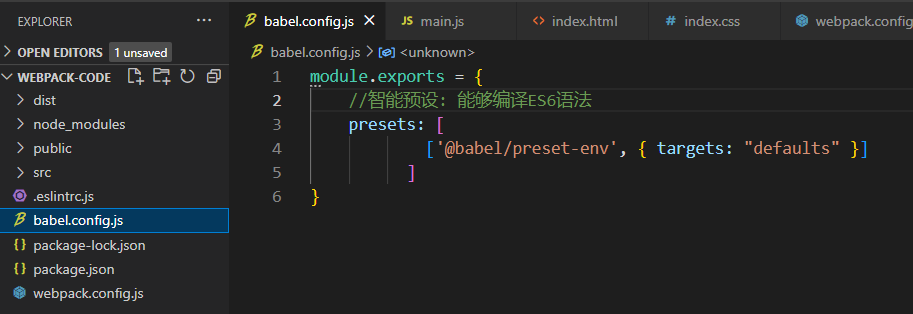 EXPLORER
OPEN EDITORS 1 unsaved
WEBPACK-CODE
dist
node_modules
public
src
.eslintrc.js
babel.config.js
package-lock.json
package.json
webpack.config.js
babel.config.js main.js index.html index.css webpack.config
babel.config.js > <unknown>
1 module.exports = {
2 //智能预设: 能够编译ES6语法
3 presets: [
4 ['@babel/preset-env', { targets: "defaults" }]
5 ]
6 }